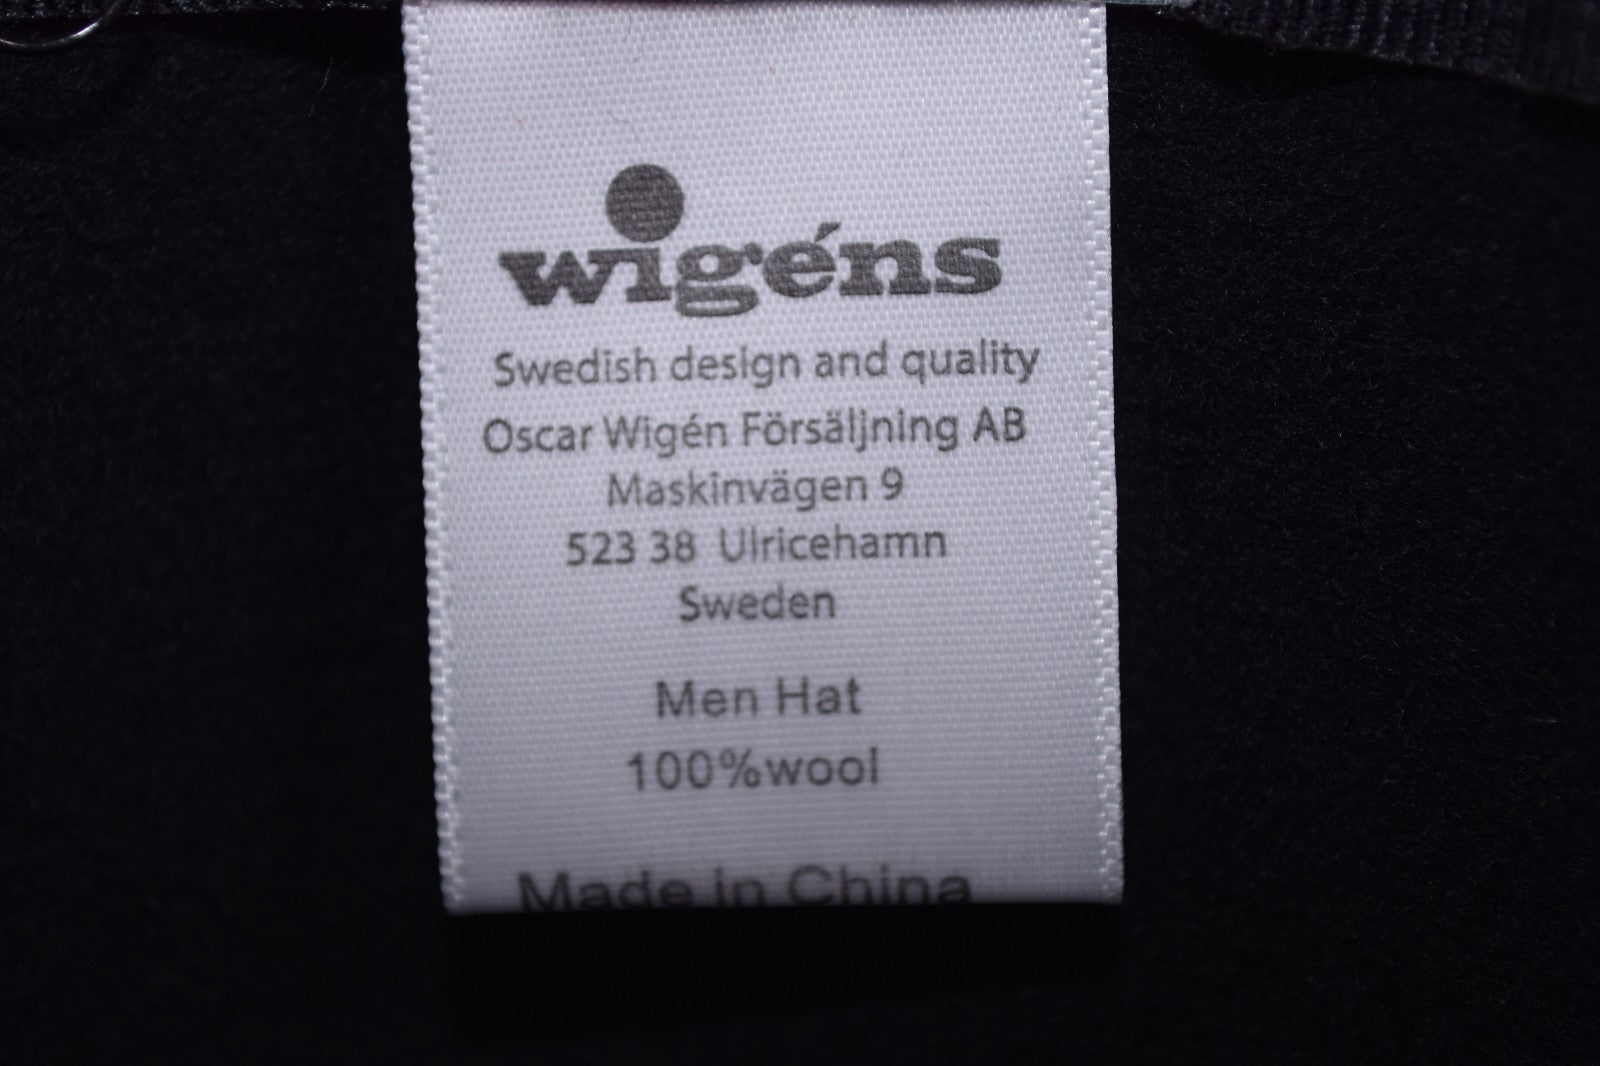 wigéns
Swedish design and quality
Oscar Wigén Försäljning AB
Maskinvägen 9
523 38 Ulricehamn
Sweden
Men Hat
100%wool
Made in China